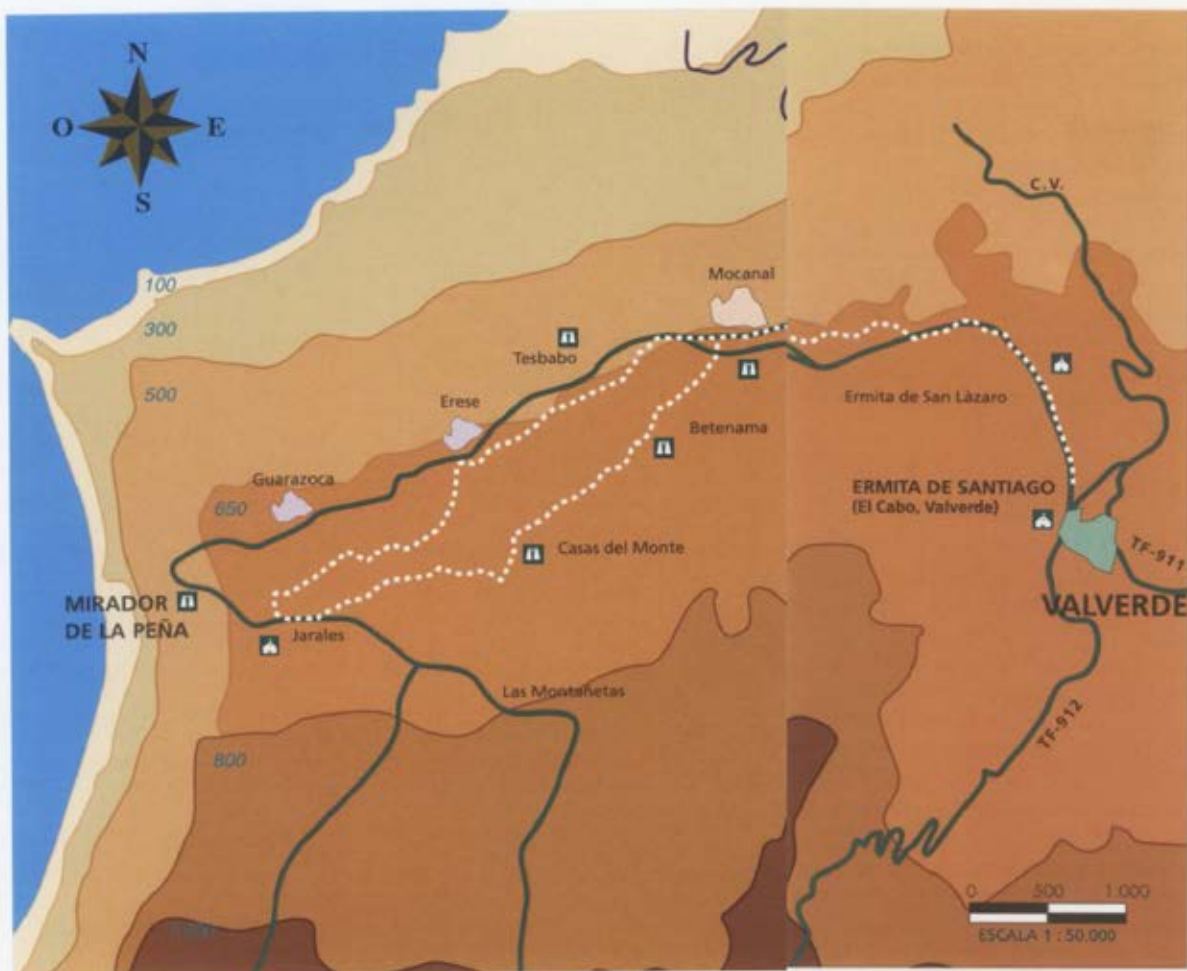 N
O
E
S
C.V.
100
300
500
650
800
Mocanal
Tesbabo
Erese
Guarazoca
Betenama
Casas del Monte
Ermita de San Làzaro
ERMITA DE SANTIAGO
(El Cabo, Valverde)
TF-911
VALVERDE
MIRADOR
DE LA PEÑA
Jarales
Las Montañetas
TF-912
0 500 1.000
ESCALA 1 : 50.000